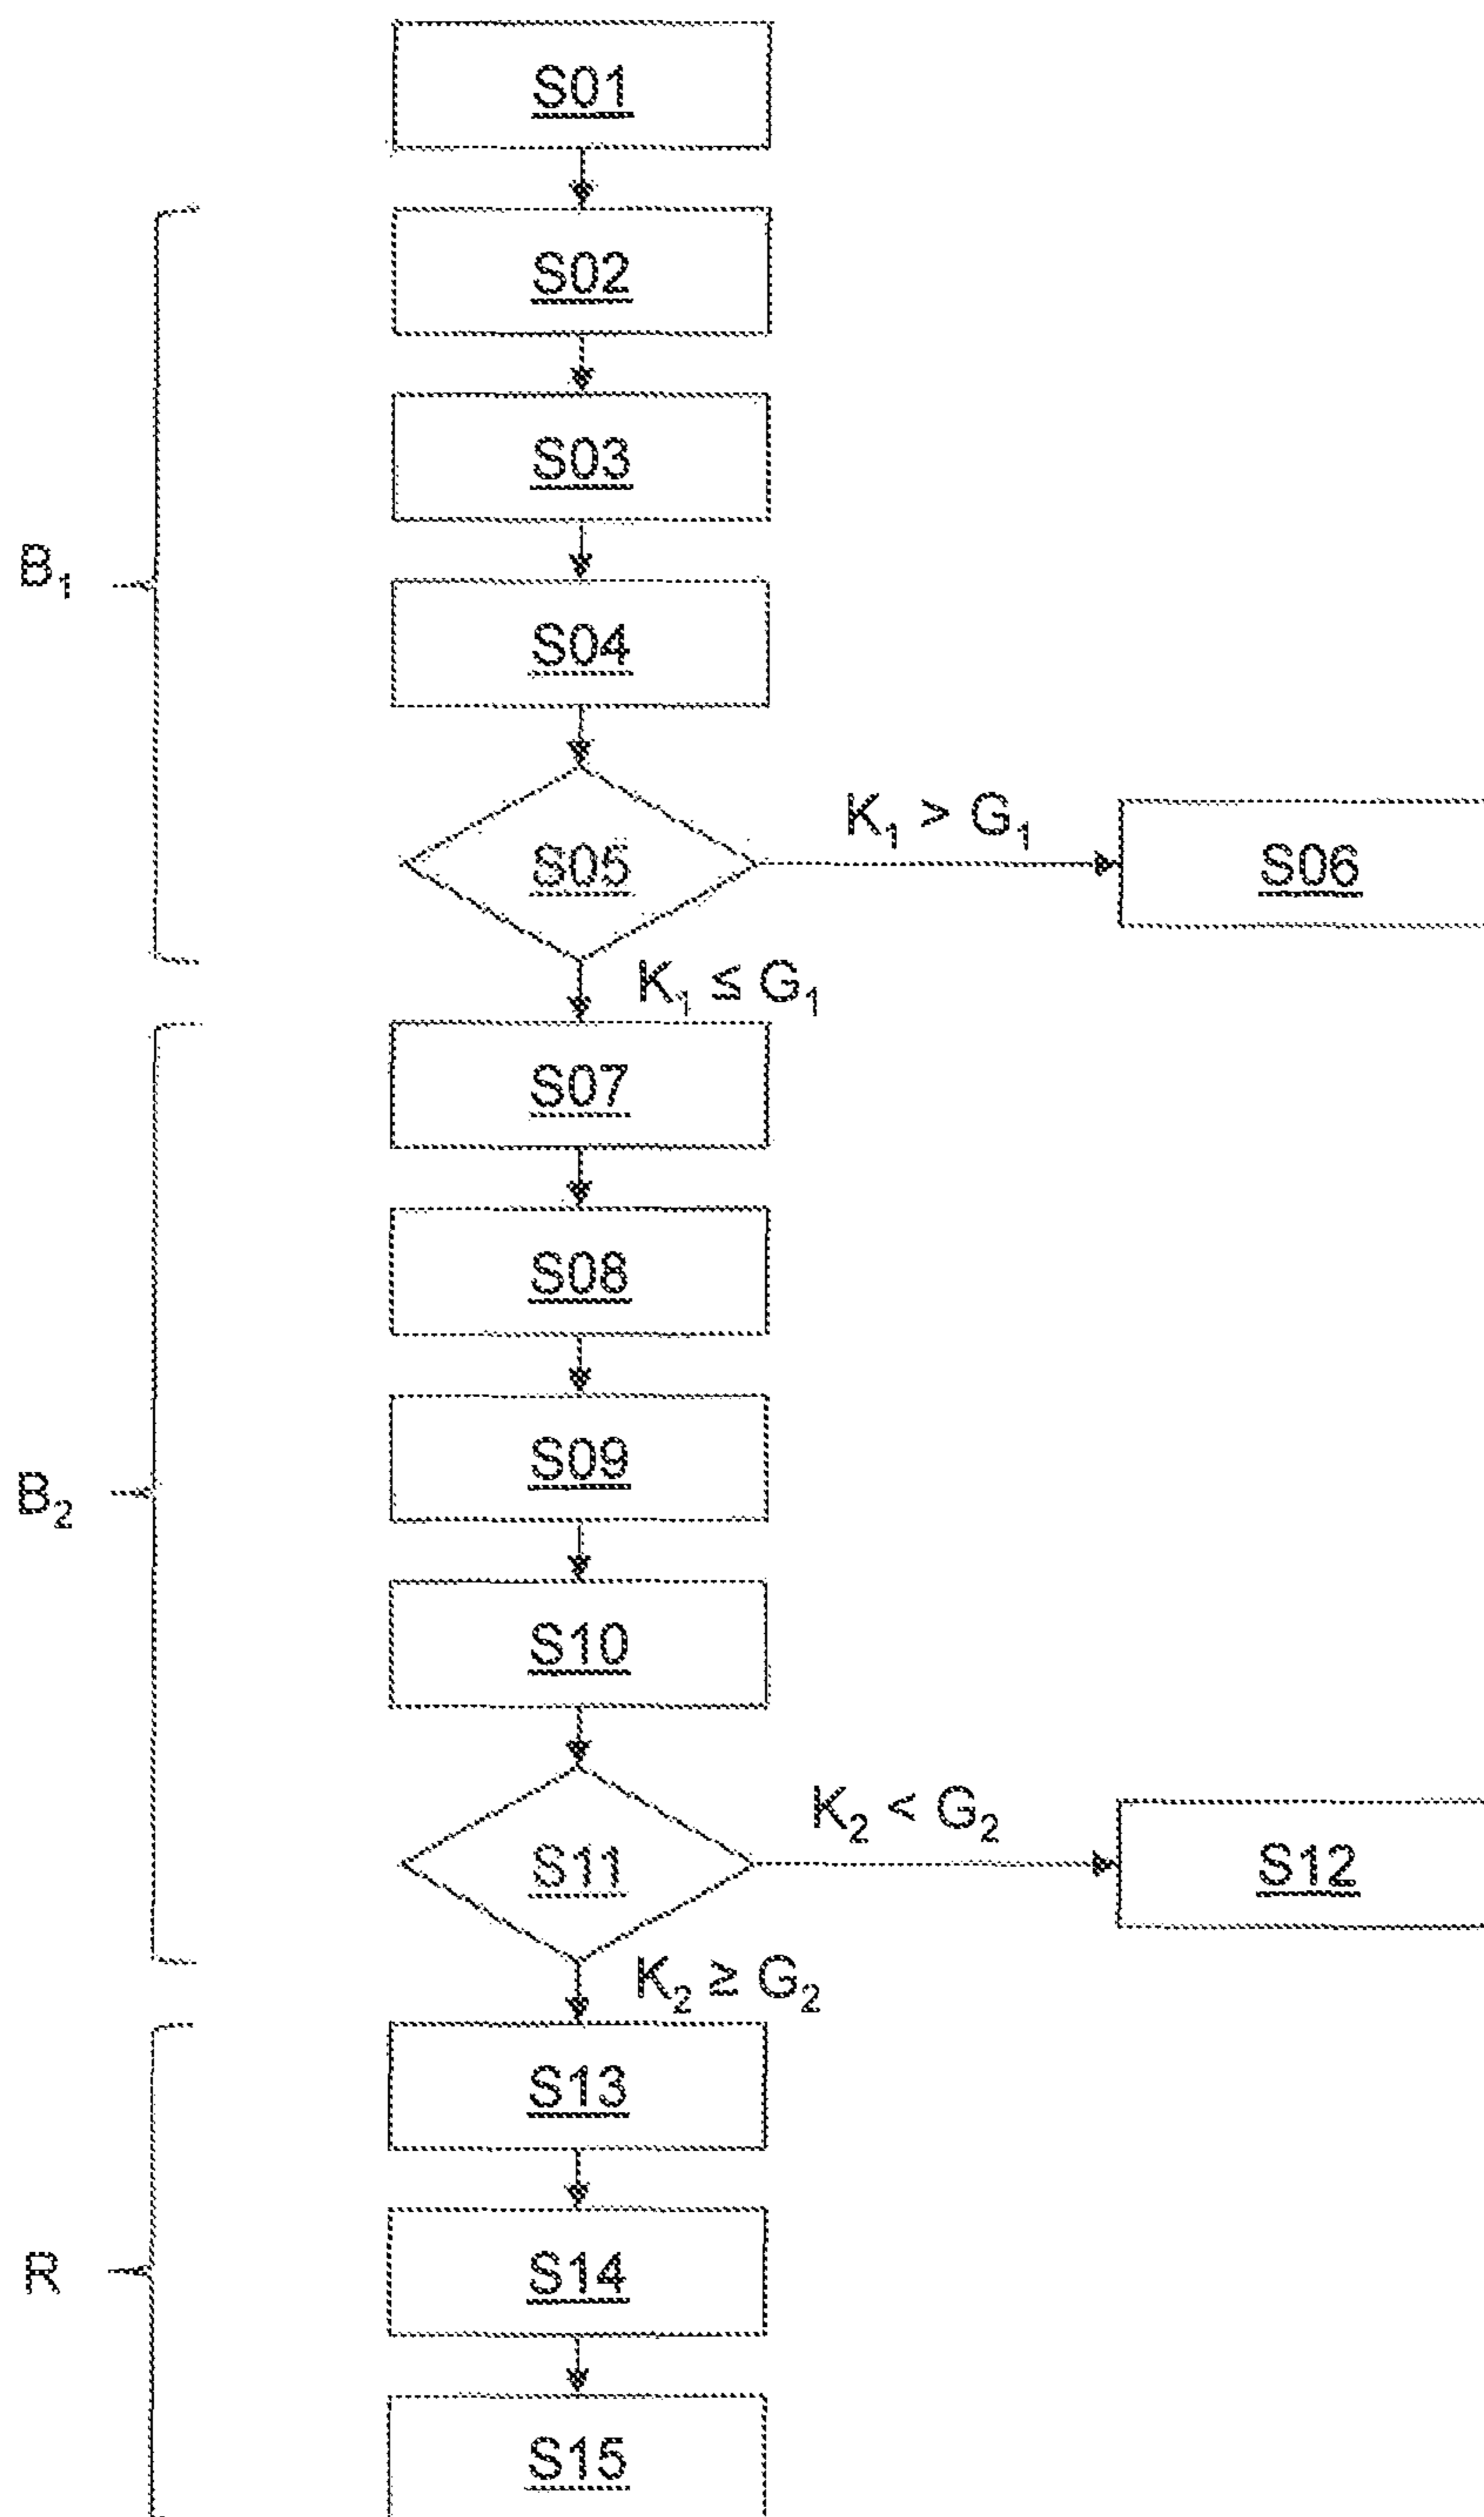 S01
S02
S03
B₁
S04
K₁ > G₁
S05
S06
K₁ ≤ G₁
S07
S08
S09
B₂
S10
K₂ < G₂
S11
S12
K₂ ≥ G₂
S13
S14
R
S15